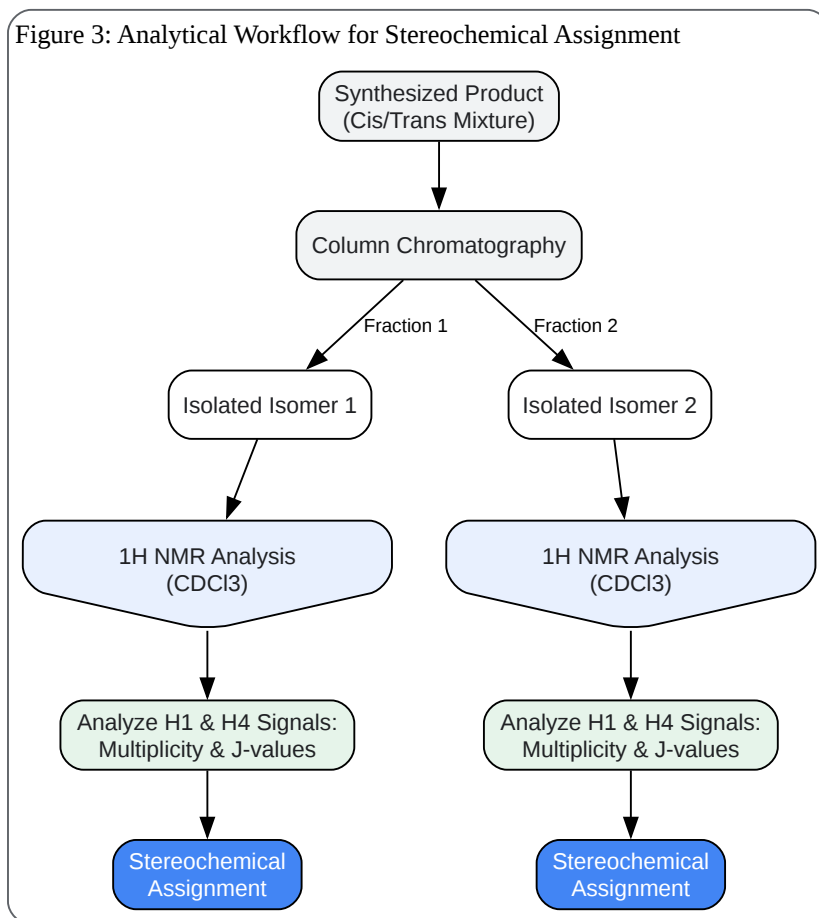 Figure 3: Analytical Workflow for Stereochemical Assignment
Synthesized Product
(Cis/Trans Mixture)
Column Chromatography
Fraction 1
Fraction 2
Isolated Isomer 1
Isolated Isomer 2
1H NMR Analysis
(CDCl3)
1H NMR Analysis
(CDCl3)
Analyze H1 & H4 Signals:
Multiplicity & J-values
Analyze H1 & H4 Signals:
Multiplicity & J-values
Stereochemical
Assignment
Stereochemical
Assignment